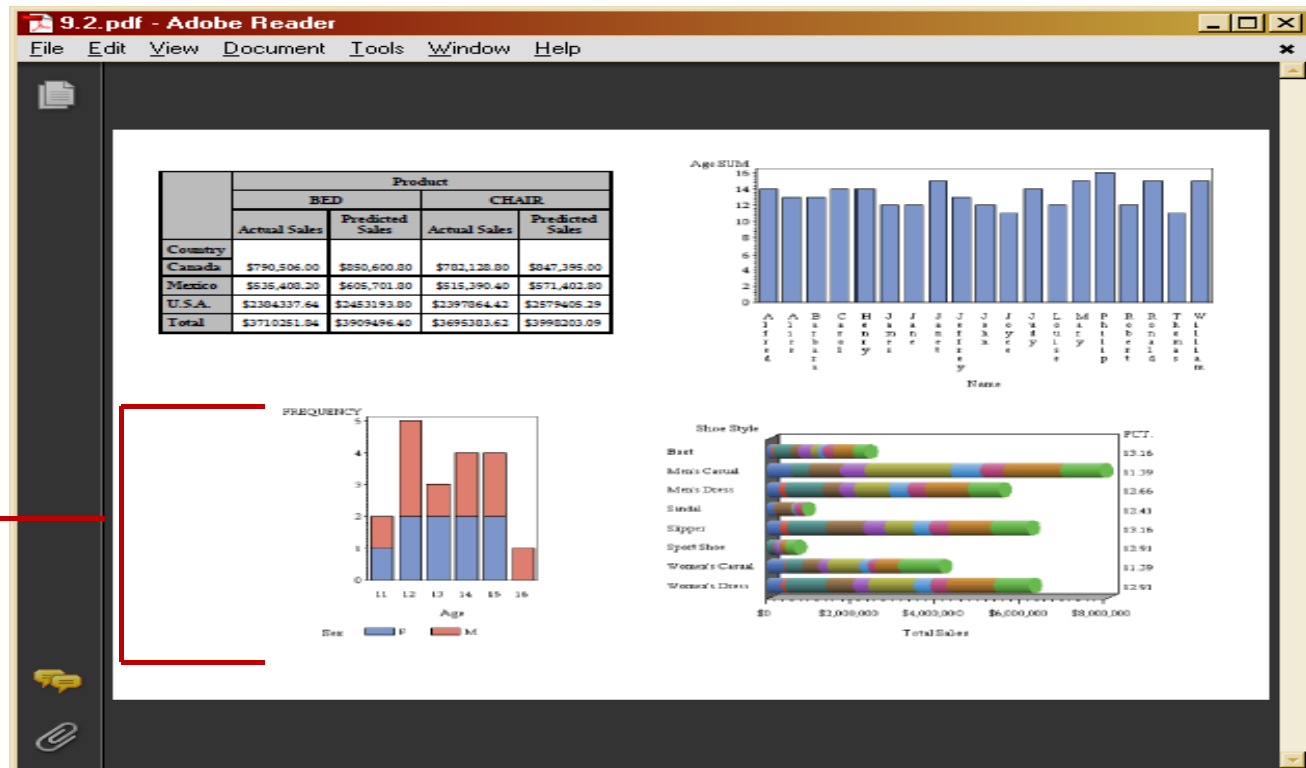 9.2.pdf - Adobe Reader
File Edit View Document Tools Window Help
Product
BED CHAIR
Actual Sales Predicted Sales Actual Sales Predicted Sales
Country
Canada $790,506.00 $850,600.80 $782,128.80 $847,395.00
Mexico $535,408.20 $605,701.80 $515,390.40 $571,402.80
U.S.A. $2384337.64 $2453193.80 $2397864.42 $2579405.29
Total $3710251.84 $3909496.40 $3695383.62 $3998203.09
Age SUM
16
14
12
10
8
6
4
2
0
Alfred Alice Barbara Carol Henry James Jane Janet Jeffrey John Joyce Judy Louise Mary Philip Robert Ronald Thomas William
Name
FREQUENCY
5
4
3
2
1
0
11 12 13 14 15 16
Age
Sex F M
Shoe Style PCT.
Boot 13.16
Men's Casual 11.39
Men's Dress 12.66
Sandal 12.41
Slipper 13.16
Sport Shoe 12.91
Women's Casual 11.39
Women's Dress 12.91
$0 $2,000,000 $4,000,000 $6,000,000 $8,000,000
Total Sales